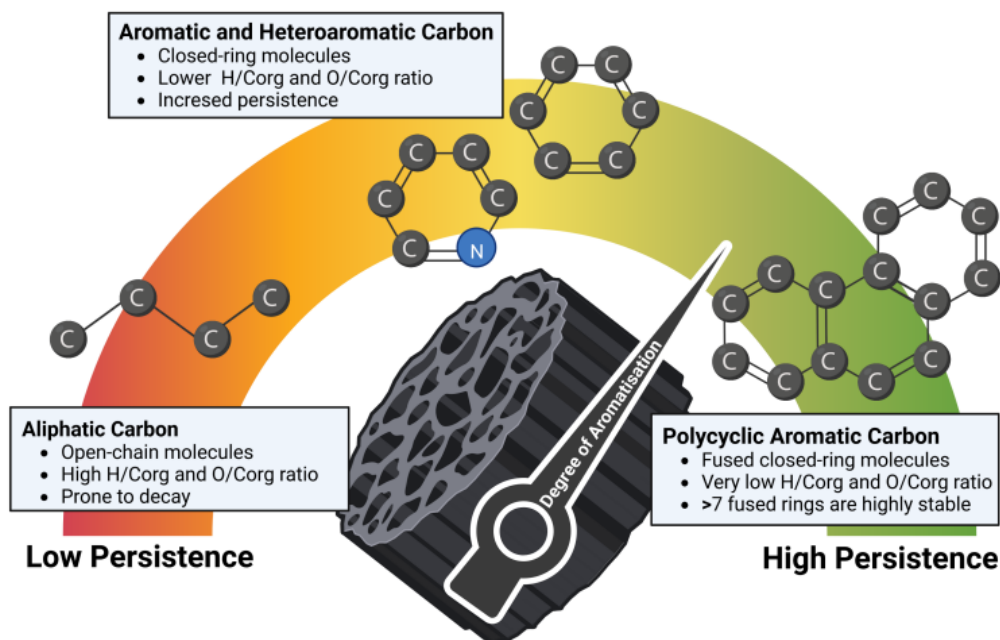 Aromatic and Heteroaromatic Carbon
• Closed-ring molecules
• Lower H/Corg and O/Corg ratio
• Incresed persistence
C C
C C
C C
C C
C C
C N
C
C C
C C
C
C
C C
C
C
C C
C
C C
C C
C C
Degree of Aromatisation
Aliphatic Carbon
• Open-chain molecules
• High H/Corg and O/Corg ratio
• Prone to decay
Polycyclic Aromatic Carbon
• Fused closed-ring molecules
• Very low H/Corg and O/Corg ratio
• >7 fused rings are highly stable
Low Persistence
High Persistence